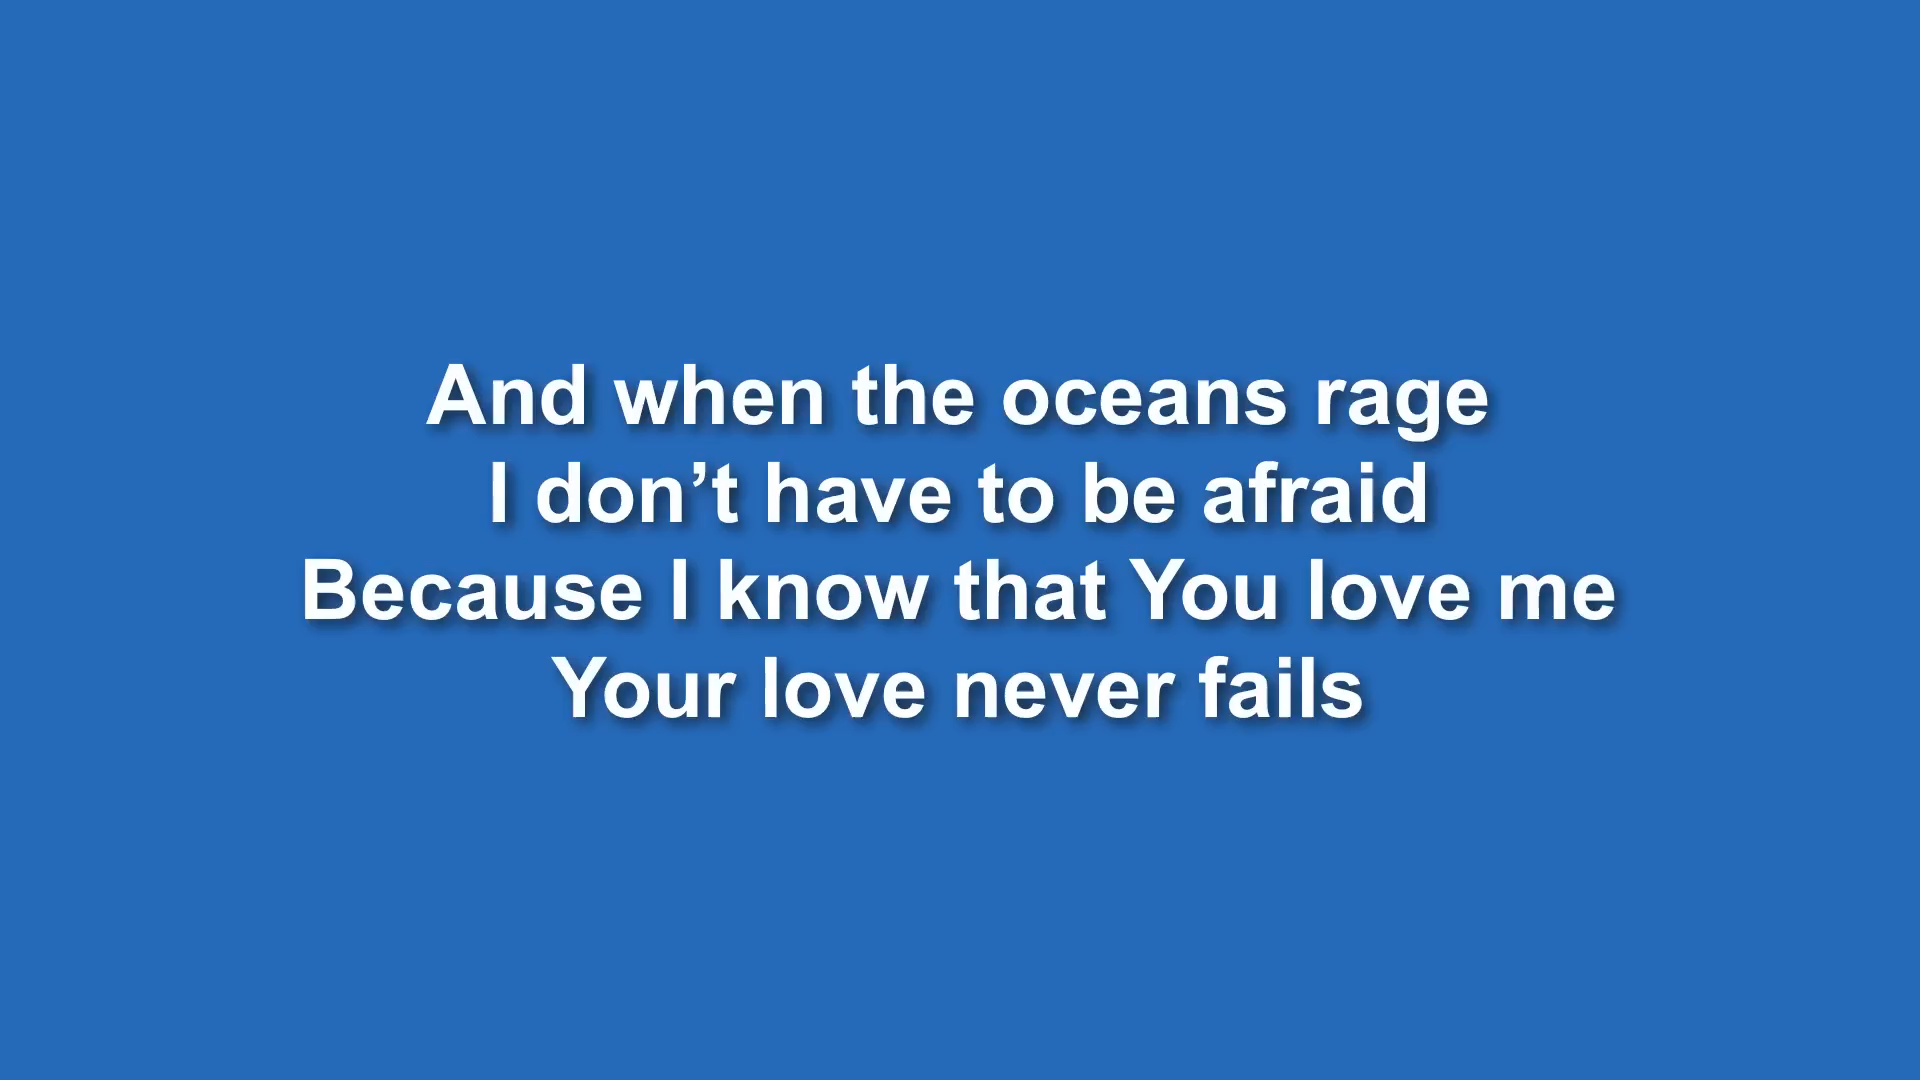 And when the oceans rage
I don’t have to be afraid
Because I know that You love me
Your love never fails